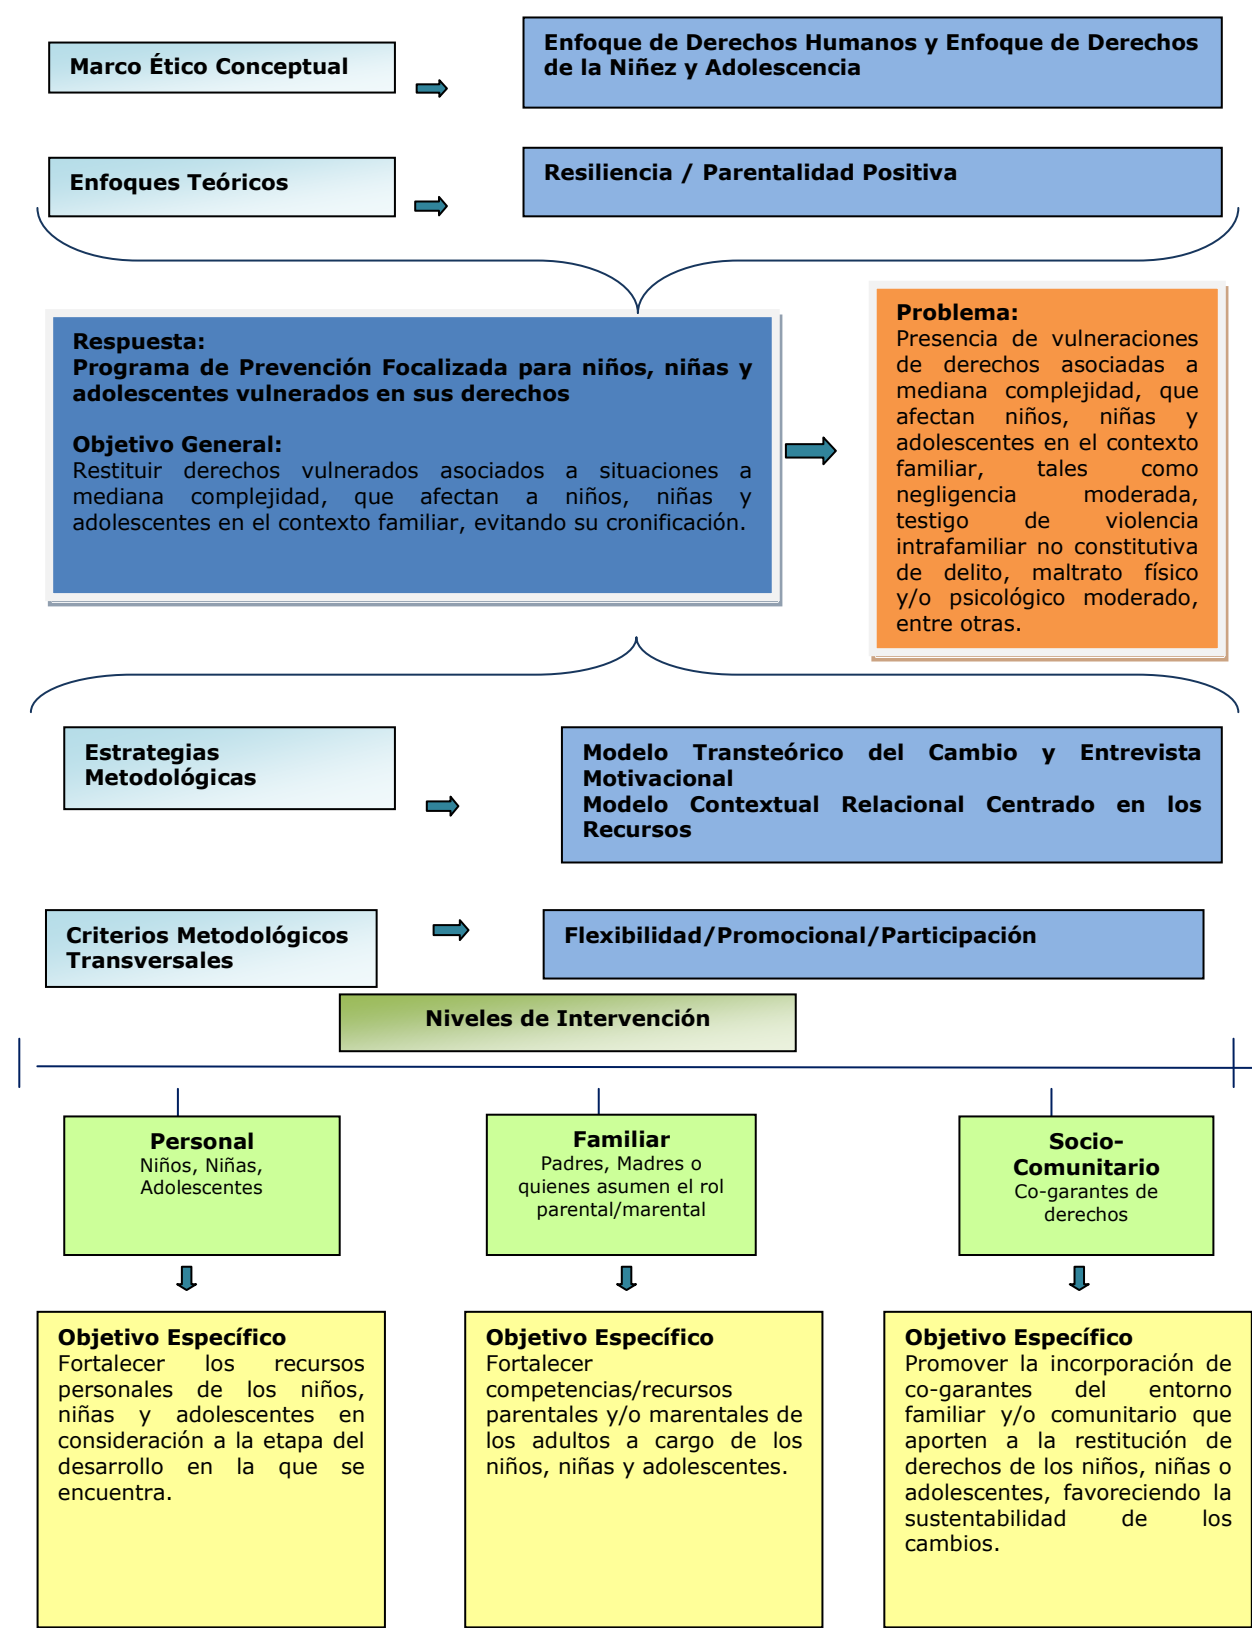 Marco Ético Conceptual
Enfoque de Derechos Humanos y Enfoque de Derechos
de la Niñez y Adolescencia
Enfoques Teóricos
Resiliencia / Parentalidad Positiva
Respuesta:
Programa de Prevención Focalizada para niños, niñas y
adolescentes vulnerados en sus derechos
Objetivo General:
Restituir derechos vulnerados asociados a situaciones a
mediana complejidad, que afectan a niños, niñas y
adolescentes en el contexto familiar, evitando su cronificación.
Problema:
Presencia de vulneraciones
de derechos asociadas a
mediana complejidad, que
afectan niños, niñas y
adolescentes en el contexto
familiar, tales como
negligencia moderada,
testigo de violencia
intrafamiliar no constitutiva
de delito, maltrato físico
y/o psicológico moderado,
entre otras.
Estrategias
Metodológicas
Modelo Transteórico del Cambio y Entrevista
Motivacional
Modelo Contextual Relacional Centrado en los
Recursos
Criterios Metodológicos
Transversales
Flexibilidad/Promocional/Participación
Niveles de Intervención
Personal
Niños, Niñas,
Adolescentes
Familiar
Padres, Madres o
quienes asumen el rol
parental/marental
Socio-
Comunitario
Co-garantes de
derechos
Objetivo Específico
Fortalecer los recursos
personales de los niños,
niñas y adolescentes en
consideración a la etapa del
desarrollo en la que se
encuentra.
Objetivo Específico
Fortalecer
competencias/recursos
parentales y/o marentales de
los adultos a cargo de los
niños, niñas y adolescentes.
Objetivo Específico
Promover la incorporación de
co-garantes del entorno
familiar y/o comunitario que
aporten a la restitución de
derechos de los niños, niñas o
adolescentes, favoreciendo la
sustentabilidad de los
cambios.